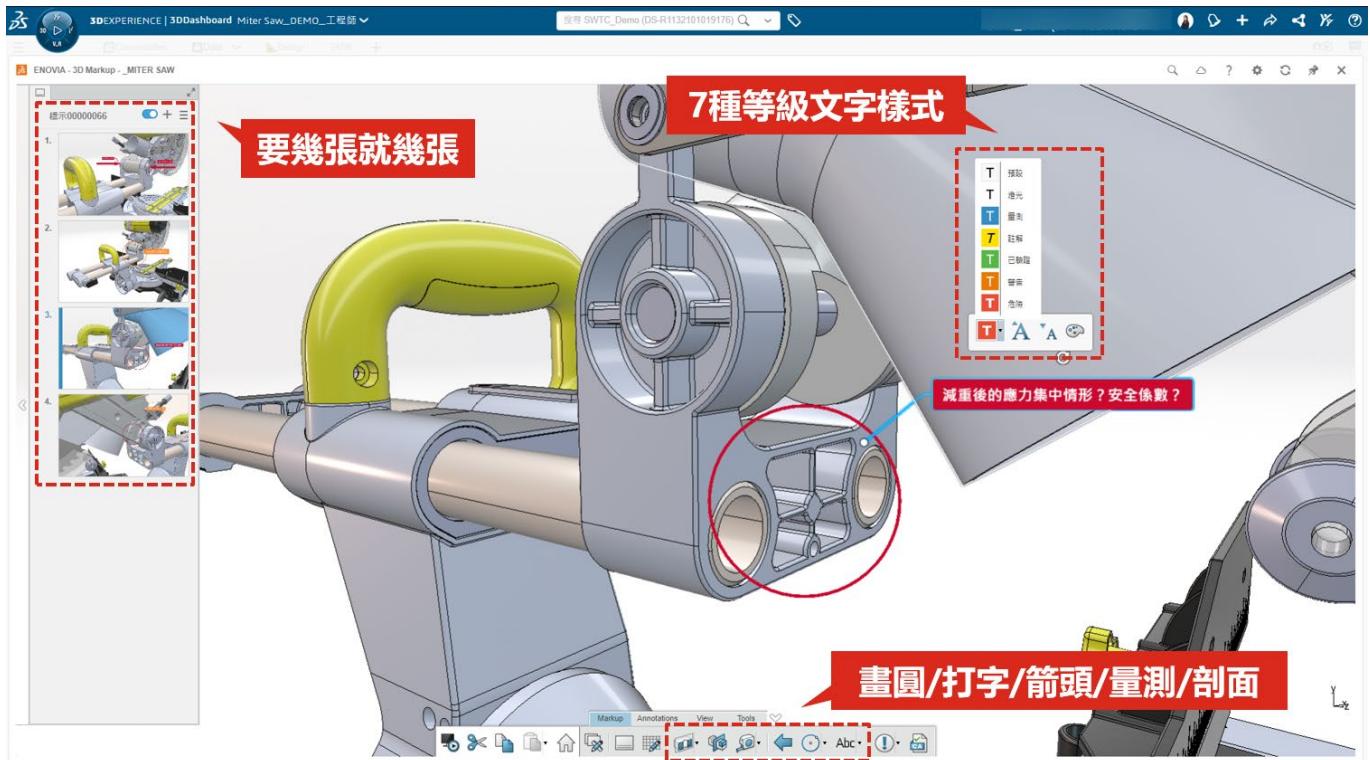 3DEXPERIENCE | 3DDashboard Miter Saw_DEMO_工程師
搜尋 SWTC_Demo (DS-R1132101019176)
ENOVIA - 3D Markup - _MITER SAW
標示00000066
1.
2.
3.
4.
要幾張就幾張
7種等級文字樣式
T 預設
T 燈光
T 量測
T 註解
T 已驗證
T 警告
T 危險
T A A
減重後的應力集中情形？安全係數？
畫圓/打字/箭頭/量測/剖面
Markup Annotations View Tools
Abc